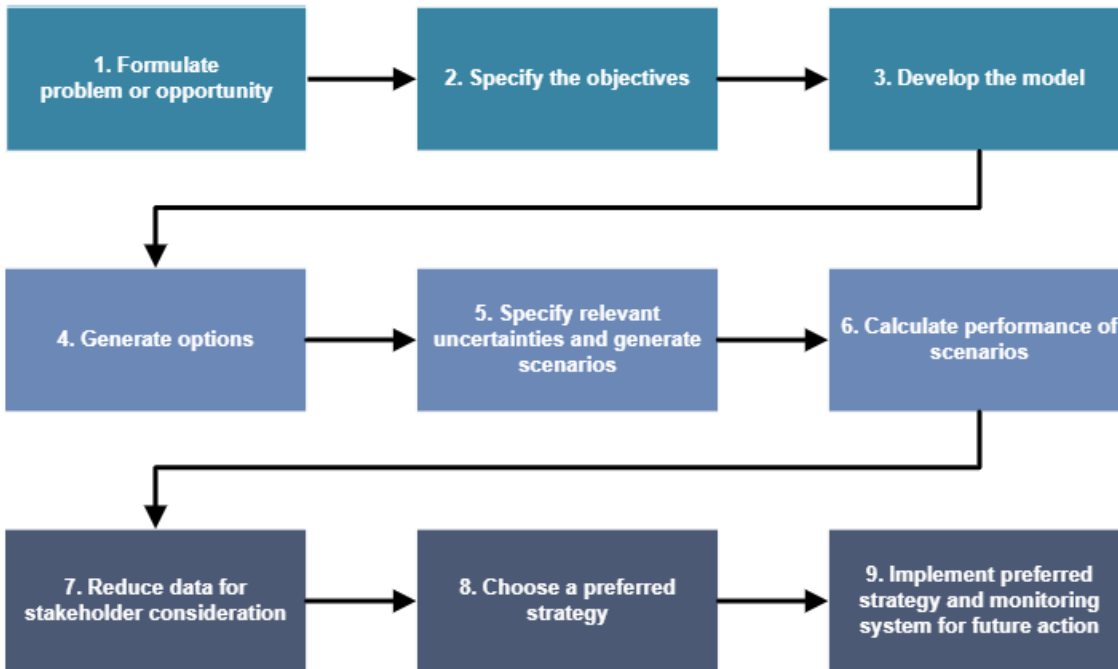 1. Formulate
problem or opportunity
2. Specify the objectives
3. Develop the model
4. Generate options
5. Specify relevant
uncertainties and generate
scenarios
6. Calculate performance of
scenarios
7. Reduce data for
stakeholder consideration
8. Choose a preferred
strategy
9. Implement preferred
strategy and monitoring
system for future action